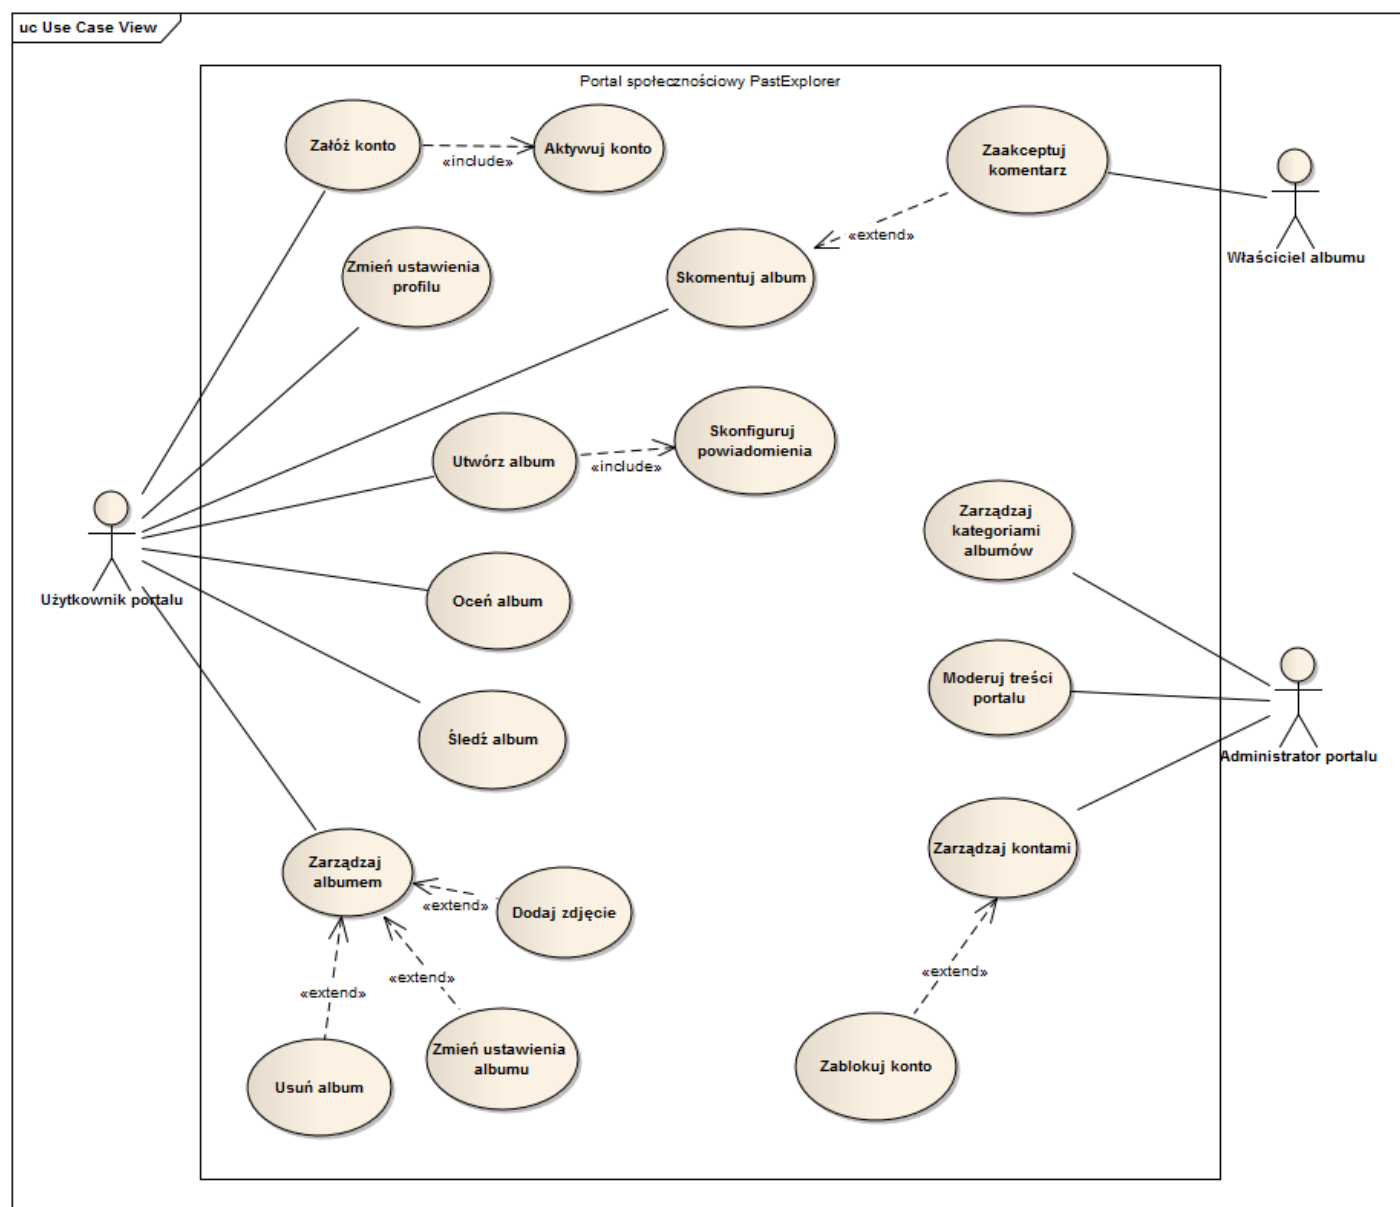 uc Use Case View
Portal społecznościowy PastExplorer
Załóż konto
«include»
Aktywuj konto
Zaakceptuj
komentarz
«extend»
Właściciel albumu
Zmień ustawienia
profilu
Skomentuj album
Utwórz album
«include»
Skonfiguruj
powiadomienia
Zarządzaj
kategoriami
albumów
Użytkownik portalu
Oceń album
Moderuj treści
portalu
Administrator portalu
Śledź album
Zarządzaj kontami
Zarządzaj
albumem
«extend»
Dodaj zdjęcie
«extend»
«extend»
«extend»
Usuń album
Zmień ustawienia
albumu
Zablokuj konto